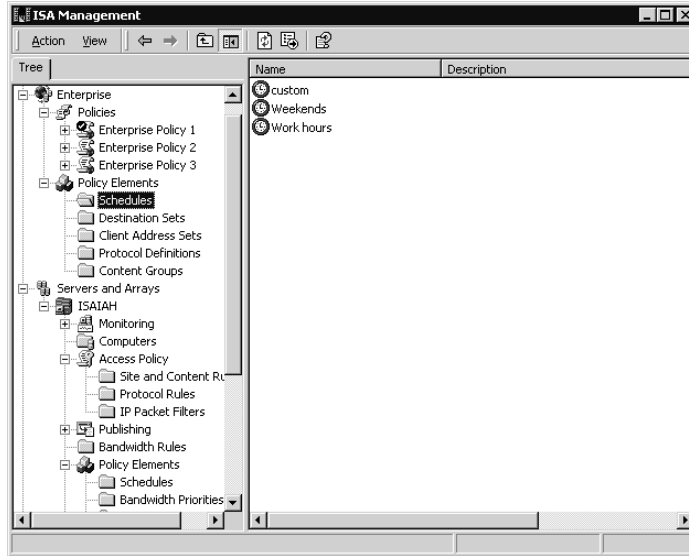 ISA Management
Action View
Tree
Name Description
Enterprise
Policies
Enterprise Policy 1
Enterprise Policy 2
Enterprise Policy 3
Policy Elements
Schedules
Destination Sets
Client Address Sets
Protocol Definitions
Content Groups
Servers and Arrays
ISAIAH
Monitoring
Computers
Access Policy
Site and Content Ru
Protocol Rules
IP Packet Filters
Publishing
Bandwidth Rules
Policy Elements
Schedules
Bandwidth Priorities
custom
Weekends
Work hours